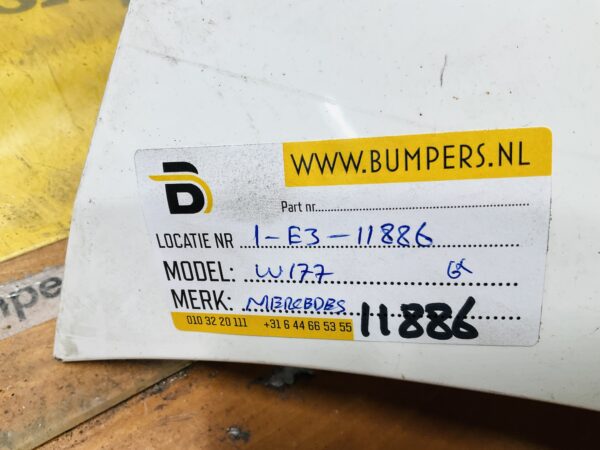 WWW.BUMPERS.NL
Part nr
LOCATIE NR 1-E3-11886
MODEL: W177
MERK: MERCEDES
010 32 20 111 +31 6 44 66 53 55 11886